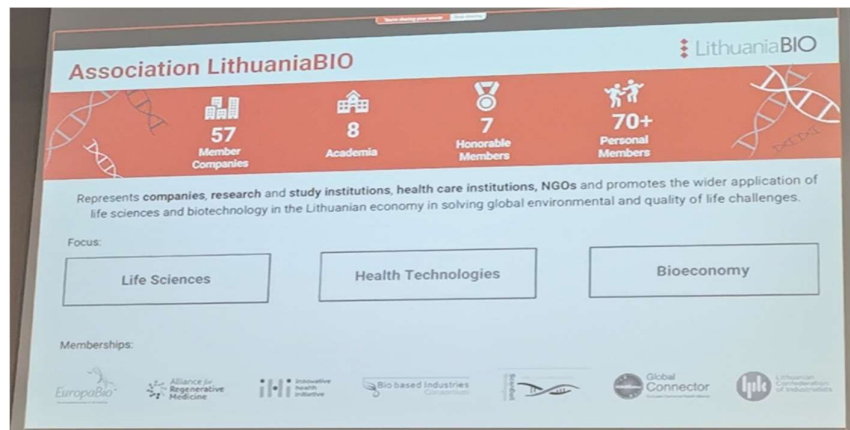 Association LithuaniaBIO
LithuaniaBIO
57
Member
Companies
8
Academia
7
Honorable
Members
70+
Personal
Members
Represents companies, research and study institutions, health care institutions, NGOs and promotes the wider application of
life sciences and biotechnology in the Lithuanian economy in solving global environmental and quality of life challenges.
Focus:
Life Sciences
Health Technologies
Bioeconomy
Memberships:
EuropaBio
Alliance for
Regenerative
Medicine
iHi
innovative
health
initiative
Biobased Industries
Consortium
Global
Connector
lpk
Lithuanian
Confederation
of Industrialists